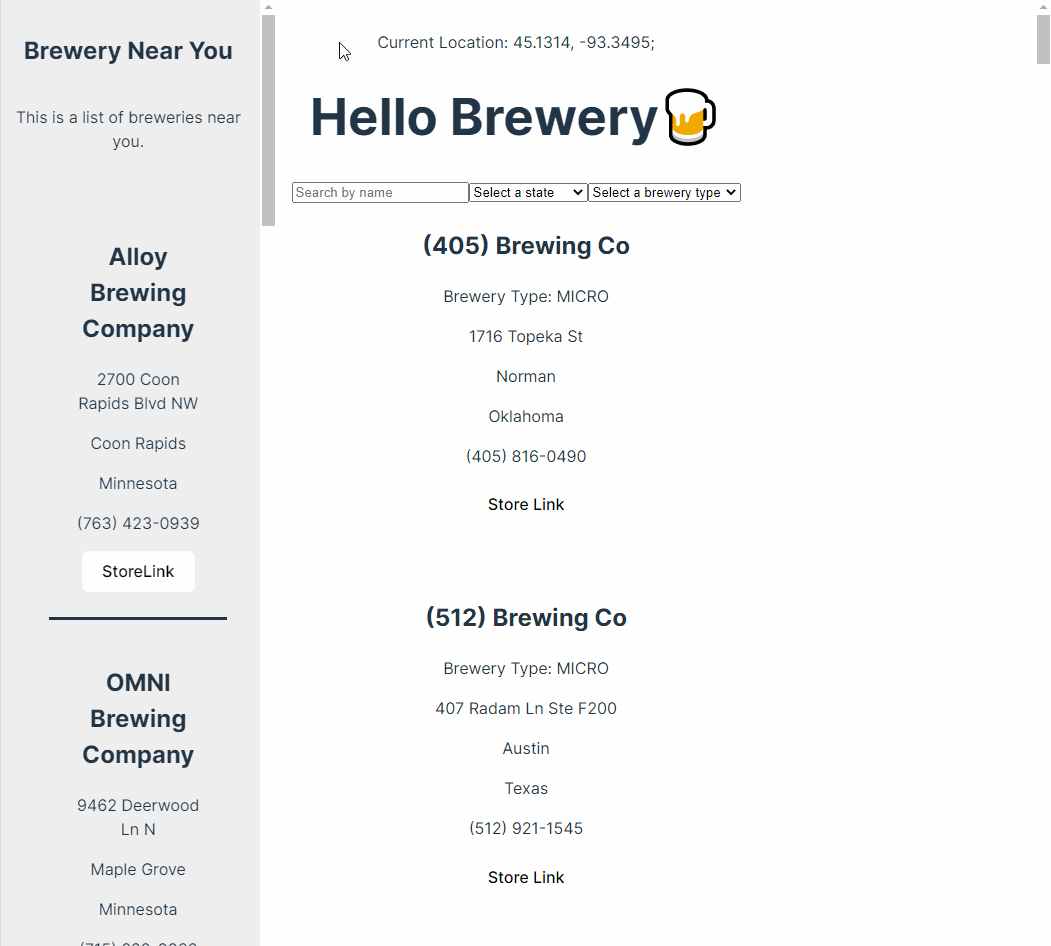 Brewery Near You
This is a list of breweries near
you.
Alloy
Brewing
Company
2700 Coon
Rapids Blvd NW
Coon Rapids
Minnesota
(763) 423-0939
StoreLink
OMNI
Brewing
Company
9462 Deerwood
Ln N
Maple Grove
Minnesota
Current Location: 45.1314, -93.3495;
Hello Brewery
Search by name
Select a state
Select a brewery type
(405) Brewing Co
Brewery Type: MICRO
1716 Topeka St
Norman
Oklahoma
(405) 816-0490
Store Link
(512) Brewing Co
Brewery Type: MICRO
407 Radam Ln Ste F200
Austin
Texas
(512) 921-1545
Store Link